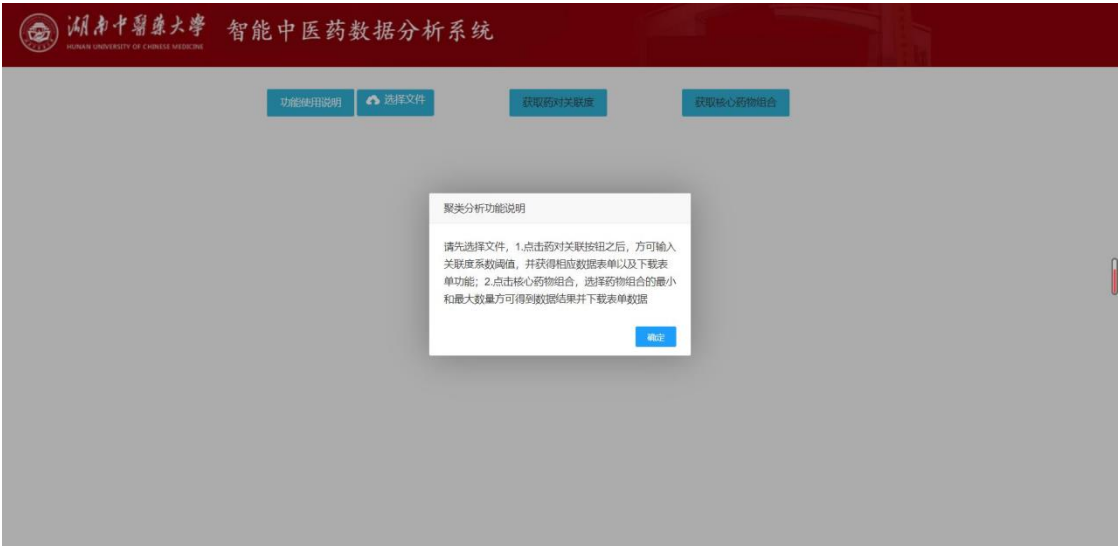 湖南中醫藥大學 智能中医药数据分析系统
HUNAN UNIVERSITY OF CHINESE MEDICINE
功能使用说明 选择文件 获取药对关联度 获取核心药物组合
聚类分析功能说明
请先选择文件，1.点击药对关联按钮之后，方可输入
关联度系数阈值，并获得相应数据表单以及下载表
单功能；2.点击核心药物组合，选择药物组合的最小
和最大数量方可得到数据结果并下载表单数据
确定